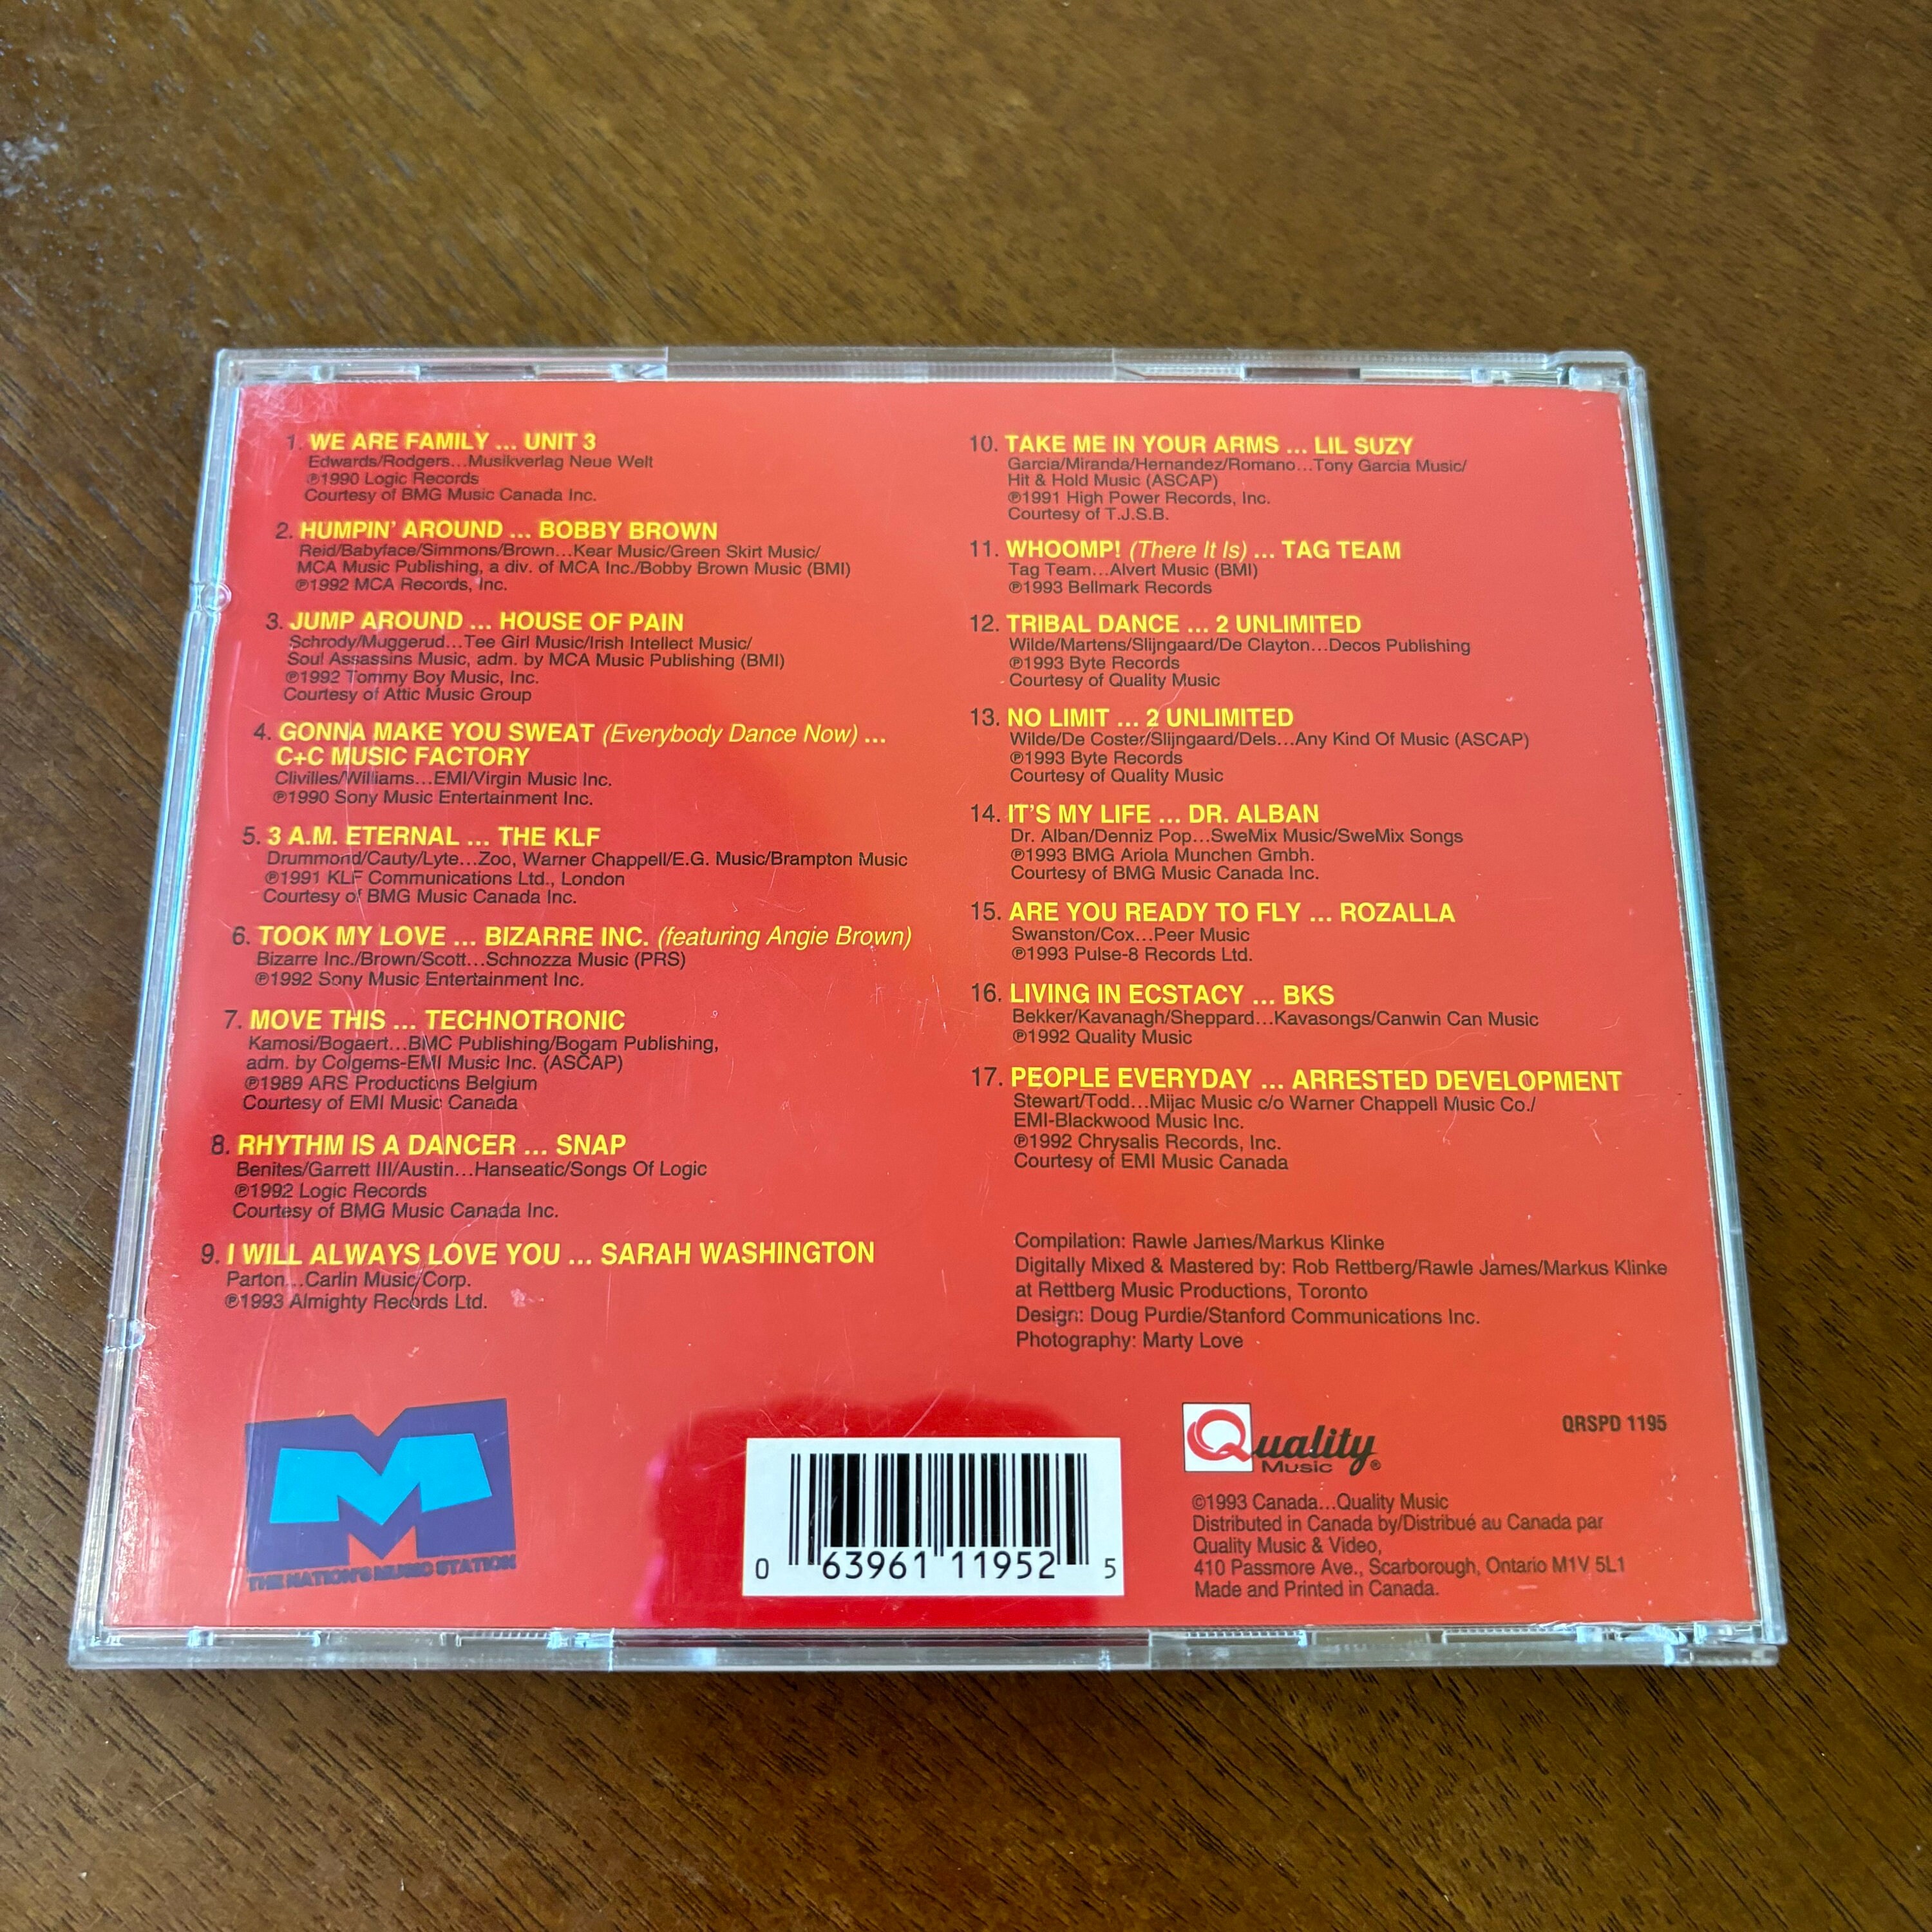 1. WE ARE FAMILY ... UNIT 3
Edwards/Rodgers...Musikverlag Neue Welt
℗1990 Logic Records
Courtesy of BMG Music Canada Inc.
2. HUMPIN' AROUND ... BOBBY BROWN
Reid/Babyface/Simmons/Brown...Kear Music/Green Skirt Music/
MCA Music Publishing, a div. of MCA Inc./Bobby Brown Music (BMI)
℗1992 MCA Records, Inc.
3. JUMP AROUND ... HOUSE OF PAIN
Schrody/Muggerud...Tee Girl Music/Irish Intellect Music/
Soul Assassins Music, adm. by MCA Music Publishing (BMI)
℗1992 Tommy Boy Music, Inc.
Courtesy of Attic Music Group
4. GONNA MAKE YOU SWEAT (Everybody Dance Now) ...
C+C MUSIC FACTORY
Clivilles/Williams...EMI/Virgin Music Inc.
℗1990 Sony Music Entertainment Inc.
5. 3 A.M. ETERNAL ... THE KLF
Drummond/Cauty/Lyte...Zoo, Warner Chappell/E.G. Music/Brampton Music
℗1991 KLF Communications Ltd., London
Courtesy of BMG Music Canada Inc.
6. TOOK MY LOVE ... BIZARRE INC. (featuring Angie Brown)
Bizarre Inc./Brown/Scott...Schnozza Music (PRS)
℗1992 Sony Music Entertainment Inc.
7. MOVE THIS ... TECHNOTRONIC
Kamosi/Bogaert...BMC Publishing/Bogam Publishing,
adm. by Colgems-EMI Music Inc. (ASCAP)
℗1989 ARS Productions Belgium
Courtesy of EMI Music Canada
8. RHYTHM IS A DANCER ... SNAP
Benites/Garrett III/Austin...Hanseatic/Songs Of Logic
℗1992 Logic Records
Courtesy of BMG Music Canada Inc.
9. I WILL ALWAYS LOVE YOU ... SARAH WASHINGTON
Parton...Carlin Music Corp.
℗1993 Almighty Records Ltd.
10. TAKE ME IN YOUR ARMS ... LIL SUZY
Garcia/Miranda/Hernandez/Romano...Tony Garcia Music/
Hit & Hold Music (ASCAP)
℗1991 High Power Records, Inc.
Courtesy of T.J.S.B.
11. WHOOMP! (There It Is) ... TAG TEAM
Tag Team...Alvert Music (BMI)
℗1993 Bellmark Records
12. TRIBAL DANCE ... 2 UNLIMITED
Wilde/Martens/Slijngaard/De Clayton...Decos Publishing
℗1993 Byte Records
Courtesy of Quality Music
13. NO LIMIT ... 2 UNLIMITED
Wilde/De Coster/Slijngaard/Dels...Any Kind Of Music (ASCAP)
℗1993 Byte Records
Courtesy of Quality Music
14. IT'S MY LIFE ... DR. ALBAN
Dr. Alban/Denniz Pop...SweMix Music/SweMix Songs
℗1993 BMG Ariola Munchen Gmbh.
Courtesy of BMG Music Canada Inc.
15. ARE YOU READY TO FLY ... ROZALLA
Swanston/Cox...Peer Music
℗1993 Pulse-8 Records Ltd.
16. LIVING IN ECSTACY ... BKS
Bekker/Kavanagh/Sheppard...Kavasongs/Canwin Can Music
℗1992 Quality Music
17. PEOPLE EVERYDAY ... ARRESTED DEVELOPMENT
Stewart/Todd...Mijac Music c/o Warner Chappell Music Co./
EMI-Blackwood Music Inc.
℗1992 Chrysalis Records, Inc.
Courtesy of EMI Music Canada
Compilation: Rawle James/Markus Klinke
Digitally Mixed & Mastered by: Rob Rettberg/Rawle James/Markus Klinke
at Rettberg Music Productions, Toronto
Design: Doug Purdie/Stanford Communications Inc.
Photography: Marty Love
M
THE NATION'S MUSIC STATION
0 63961 11952 5
Quality
Music®
QRSPD 1195
©1993 Canada...Quality Music
Distributed in Canada by/Distribué au Canada par
Quality Music & Video,
410 Passmore Ave., Scarborough, Ontario M1V 5L1
Made and Printed in Canada.